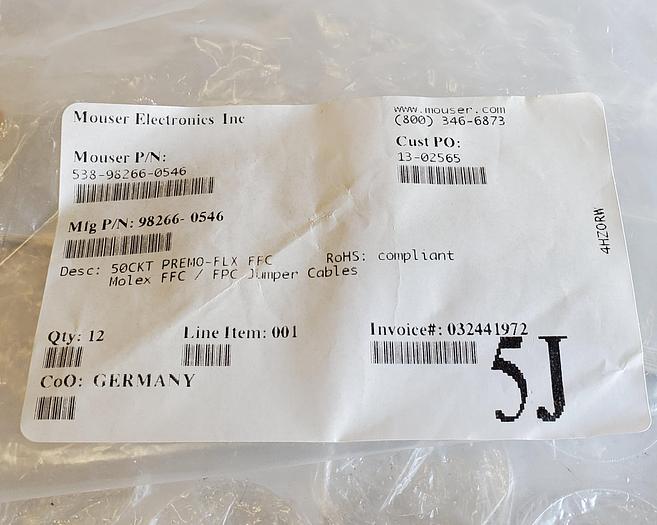 Mouser Electronics Inc
www.mouser.com
(800) 346-6873
Mouser P/N:
538-98266-0546
Cust PO:
13-02565
Mfg P/N: 98266- 0546
Desc: 50CKT PREMO-FLX FFC RoHS: compliant
Molex FFC / FPC Jumper Cables
4HZ0RW
Qty: 12
Line Item: 001
Invoice#: 032441972
CoO: GERMANY
5J